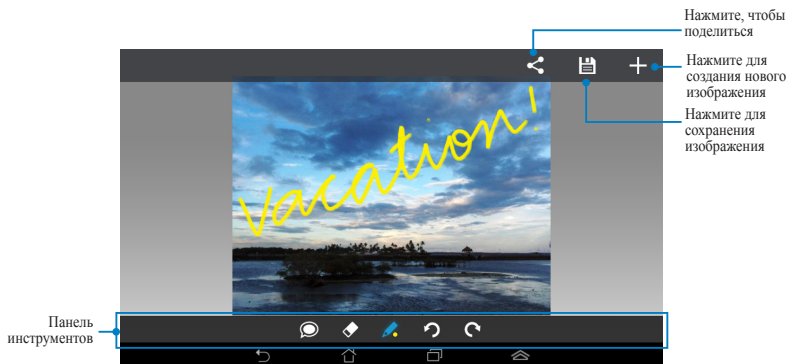 Нажмите, чтобы
поделиться
Нажмите для
создания нового
изображения
Нажмите для
сохранения
изображения
Vacation!
Панель
инструментов